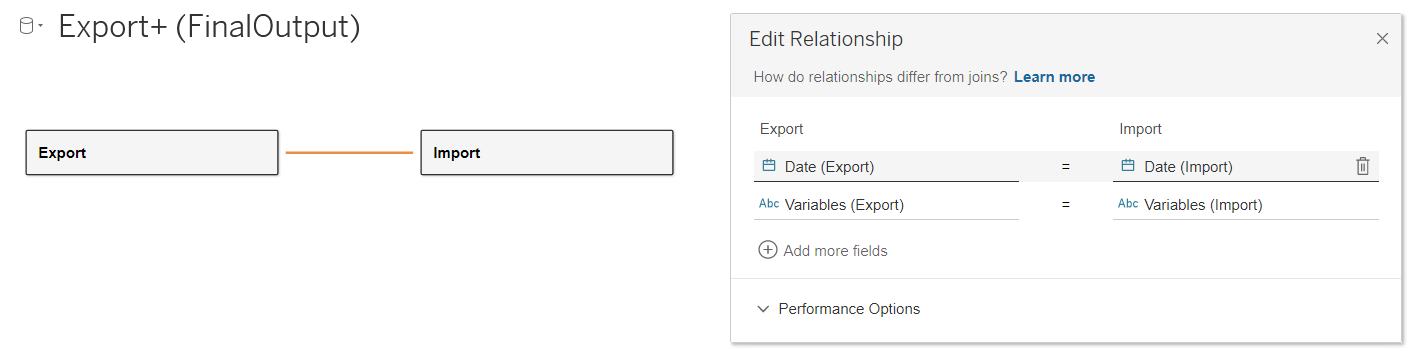 Export+ (FinalOutput)
Export
Import
Edit Relationship
How do relationships differ from joins? Learn more
Export Import
Date (Export) = Date (Import)
Abc Variables (Export) = Abc Variables (Import)
Add more fields
Performance Options